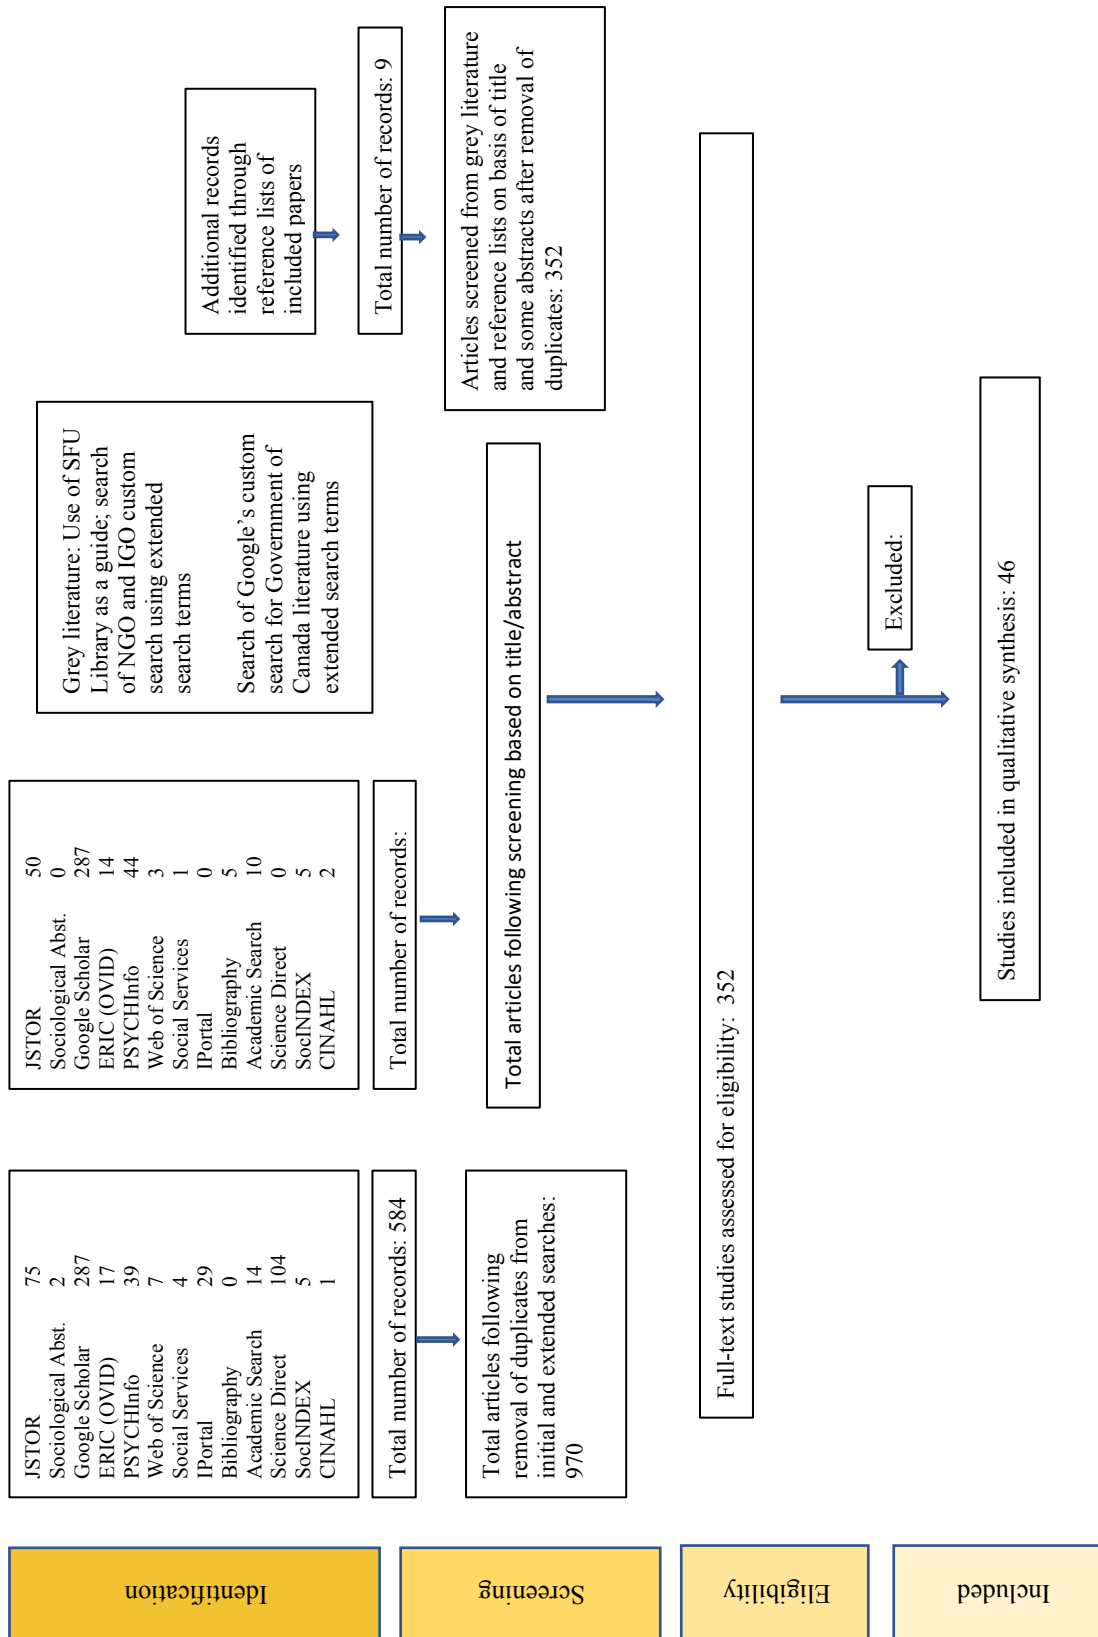 Identification
JSTOR 75
Sociological Abst. 2
Google Scholar 287
ERIC (OVID) 17
PSYCHInfo 39
Web of Science 7
Social Services 4
IPortal 29
Bibliography 0
Academic Search 14
Science Direct 104
SocINDEX 5
CINAHL 1
Total number of records: 584
JSTOR 50
Sociological Abst. 0
Google Scholar 287
ERIC (OVID) 14
PSYCHInfo 44
Web of Science 3
Social Services 1
IPortal 0
Bibliography 5
Academic Search 10
Science Direct 0
SocINDEX 5
CINAHL 2
Total number of records:
Grey literature: Use of SFU
Library as a guide; search
of NGO and IGO custom
search using extended
search terms
Search of Google's custom
search for Government of
Canada literature using
extended search terms
Additional records
identified through
reference lists of
included papers
Total number of records: 9
Screening
Total articles following
removal of duplicates from
initial and extended searches:
970
Total articles following screening based on title/abstract
Articles screened from grey literature
and reference lists on basis of title
and some abstracts after removal of
duplicates: 352
Eligibility
Full-text studies assessed for eligibility: 352
Excluded:
Included
Studies included in qualitative synthesis: 46